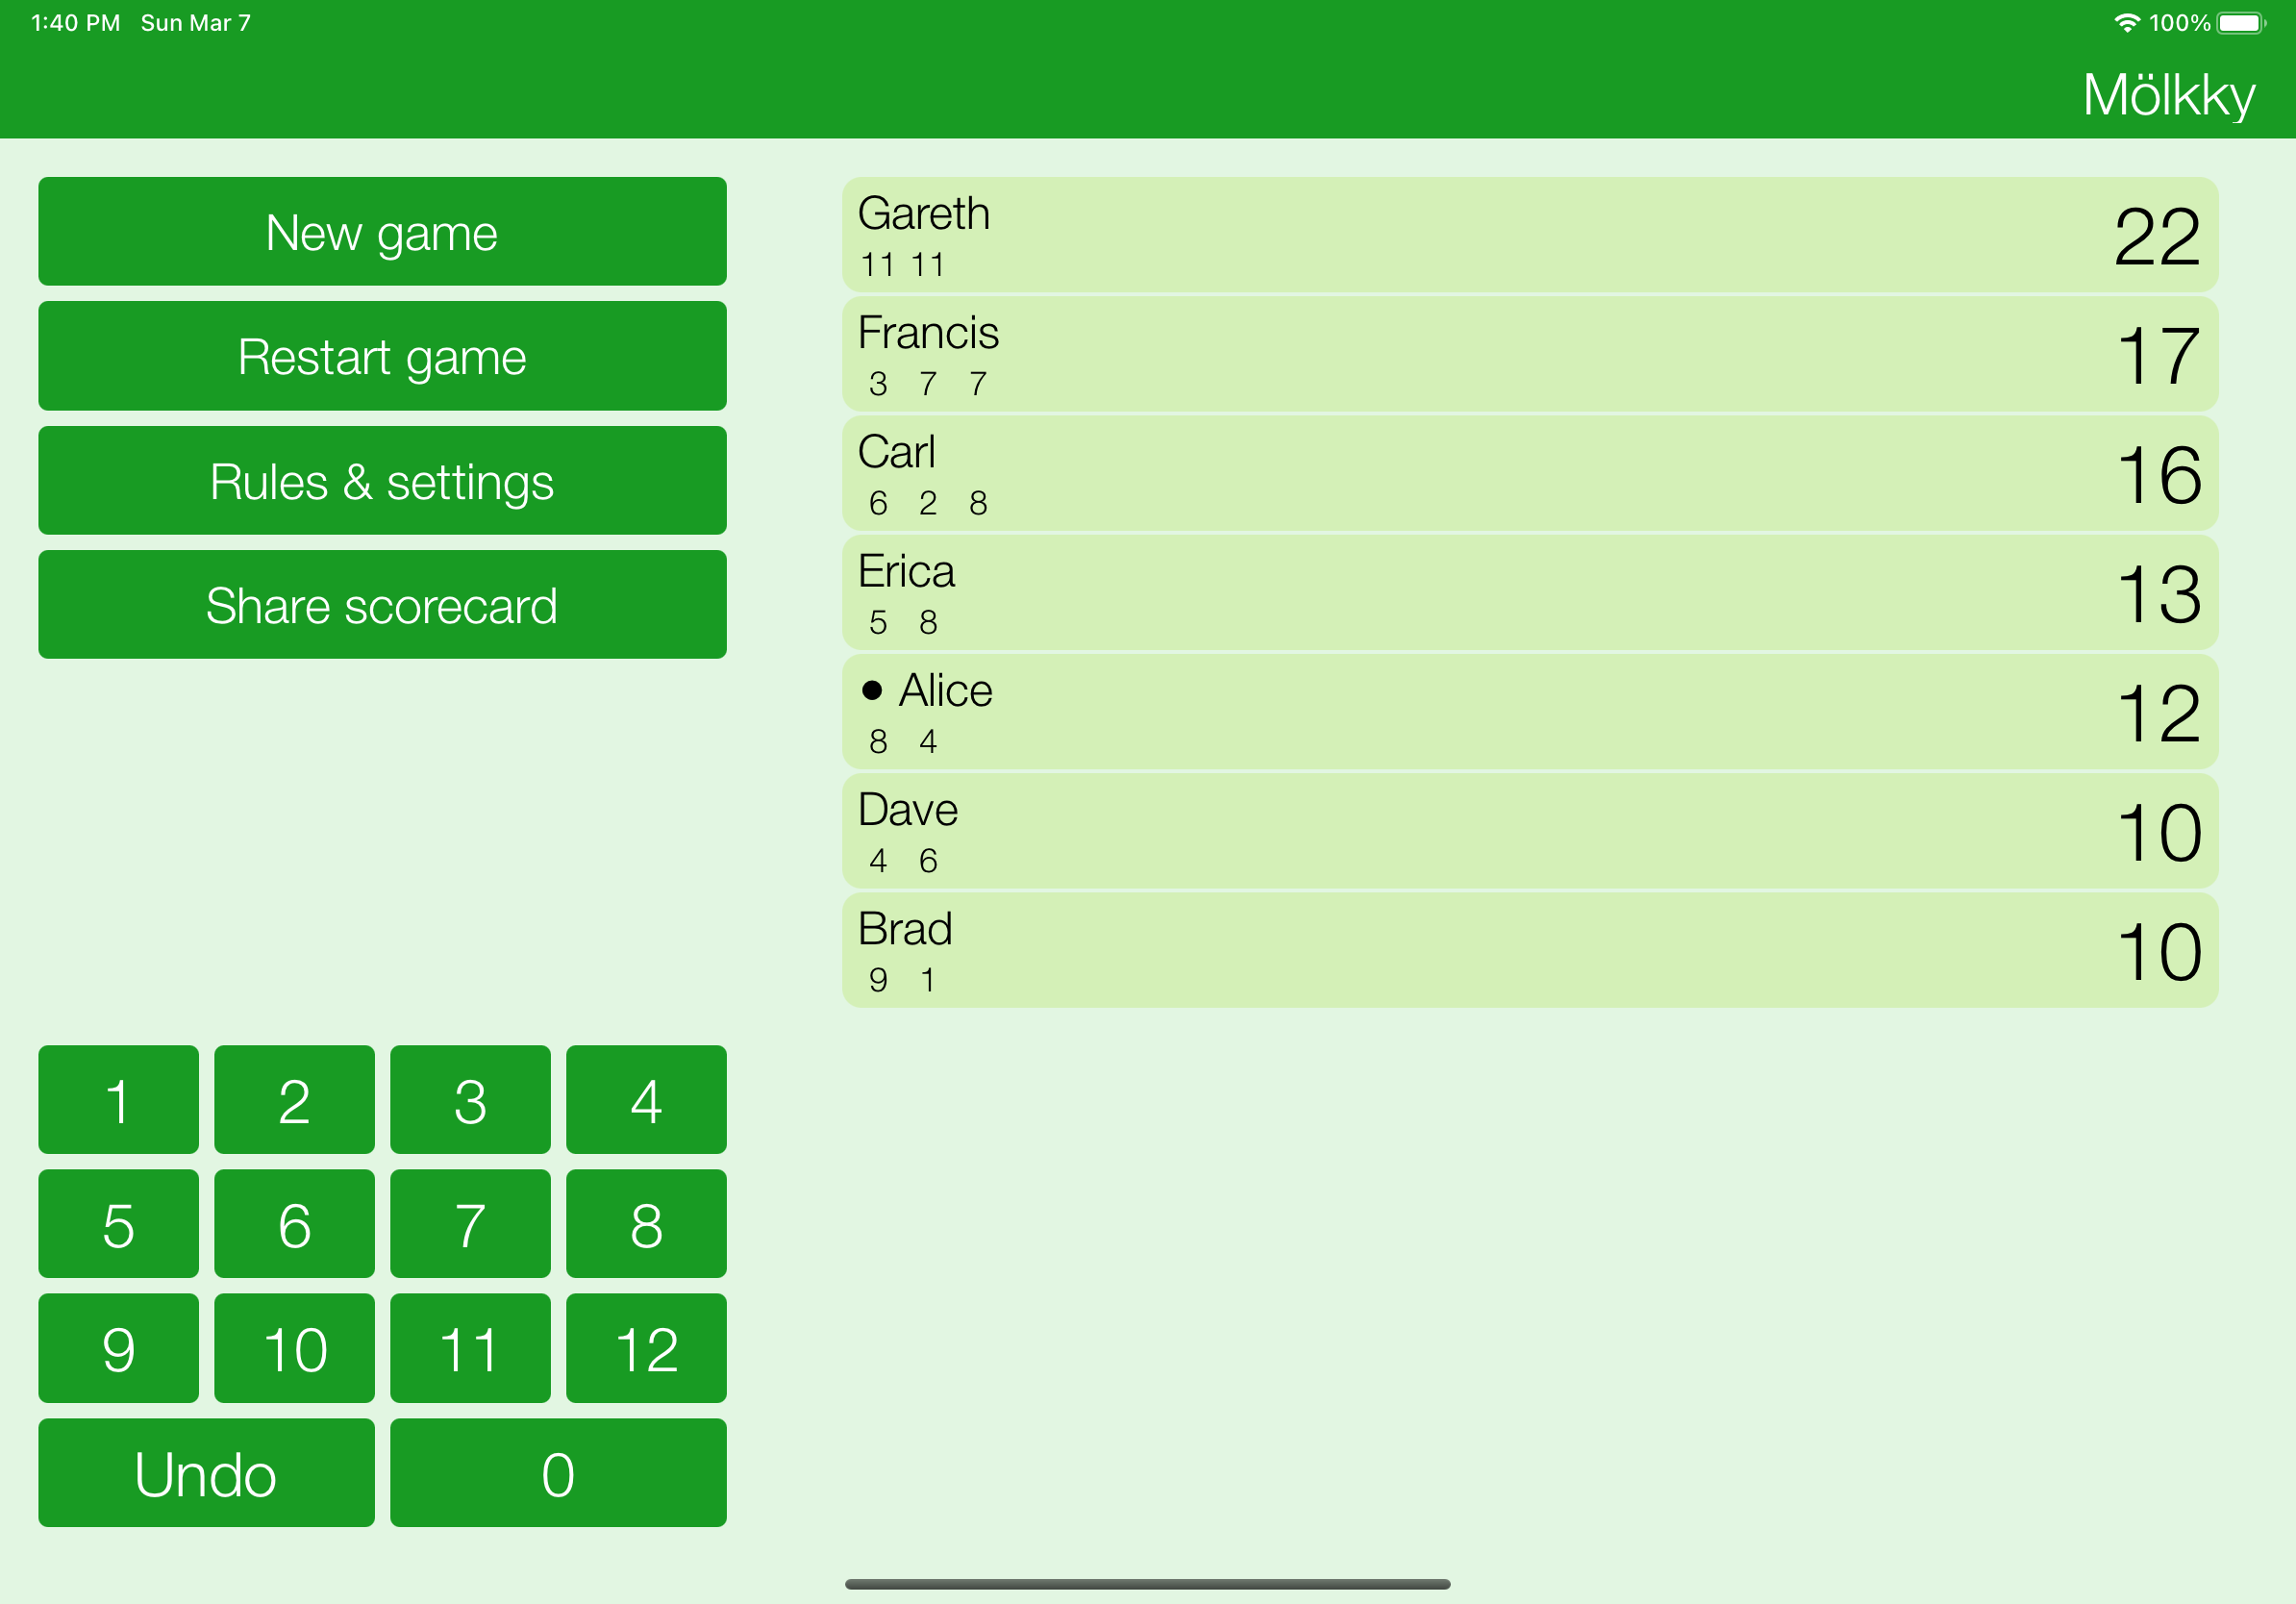 1:40 PM Sun Mar 7
100%
Mölkky
New game
Restart game
Rules & settings
Share scorecard
Gareth
11 11
22
Francis
3 7 7
17
Carl
6 2 8
16
Erica
5 8
13
● Alice
8 4
12
Dave
4 6
10
Brad
9 1
10
1 2 3 4
5 6 7 8
9 10 11 12
Undo 0